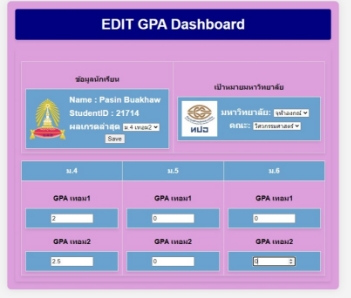 EDIT GPA Dashboard
ข้อมูลนักเรียน
เป้าหมายมหาวิทยาลัย
Name : Pasin Buakhaw
StudentID : 21714
ผลเกรดล่าสุด ม.4 เทอม2
Save
ทปอ
มหาวิทยาลัย: จุฬาลงกรณ์
คณะ: วิศวกรรมศาสตร์
ม.4 ม.5 ม.6
GPA เทอม1 GPA เทอม1 GPA เทอม1
2 0 0
GPA เทอม2 GPA เทอม2 GPA เทอม2
2.5 0 0